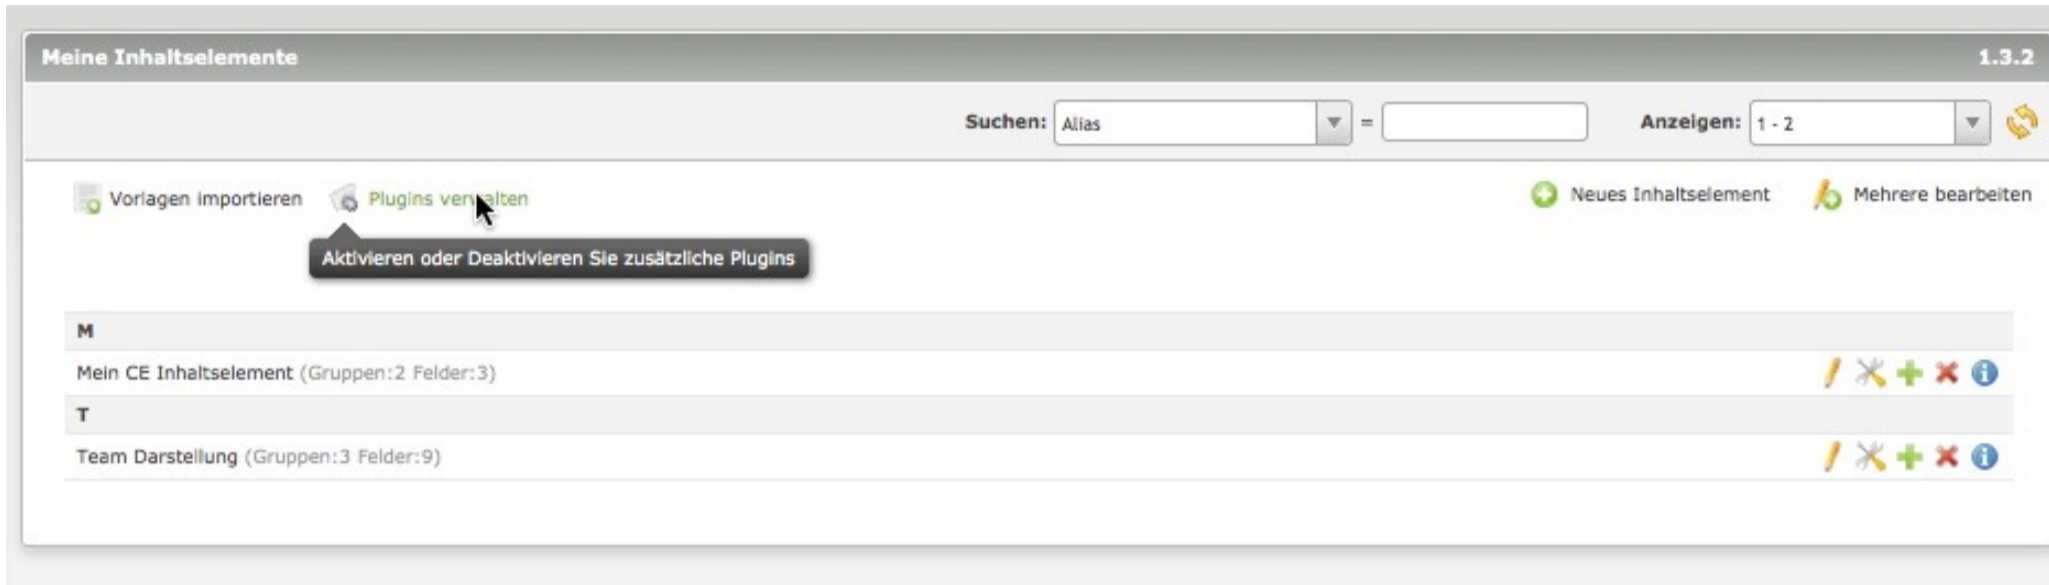 Meine Inhaltselemente 1.3.2
Suchen: Alias = Anzeigen: 1 - 2
Vorlagen importieren Plugins verwalten Neues Inhaltselement Mehrere bearbeiten
Aktivieren oder Deaktivieren Sie zusätzliche Plugins
M
Mein CE Inhaltselement (Gruppen:2 Felder:3)
T
Team Darstellung (Gruppen:3 Felder:9)